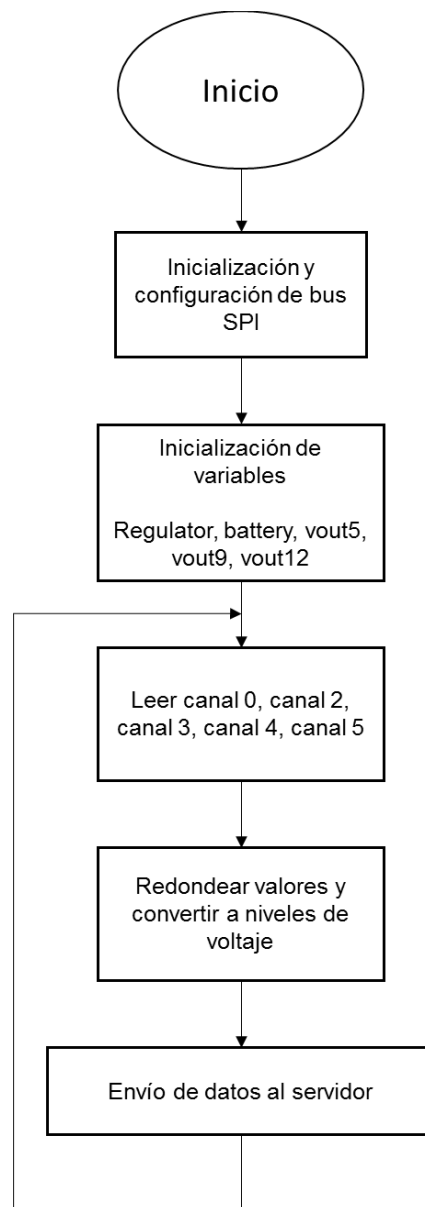 Inicio
Inicialización y
configuración de bus
SPI
Inicialización de
variables
Regulator, battery, vout5,
vout9, vout12
Leer canal 0, canal 2,
canal 3, canal 4, canal 5
Redondear valores y
convertir a niveles de
voltaje
Envío de datos al servidor